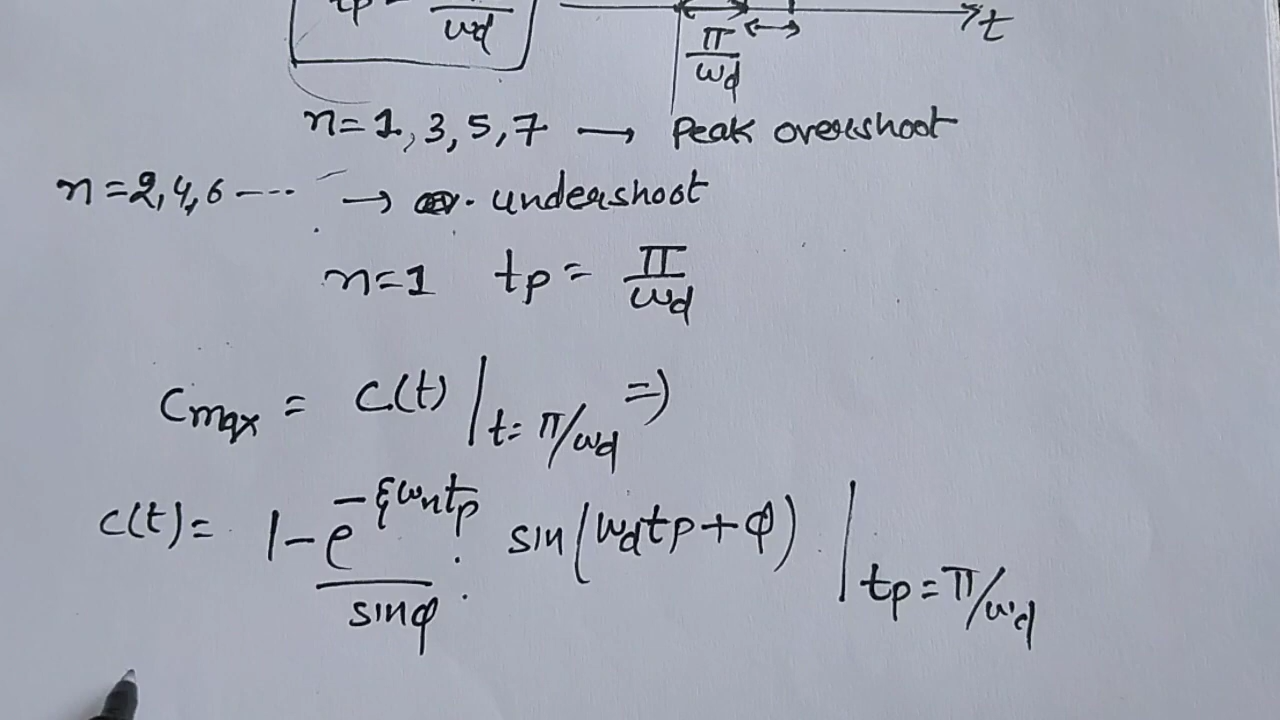 tp = /ωd → t
π/ωd
n=1,3,5,7 → Peak overshoot
n=2,4,6 ---- → undershoot
n=1 tp = π/ωd
Cmax = C(t) | t=π/ωd =>
c(t) = 1 - e^-ξωntp / sinφ . sin(ωdtp+φ) | tp=π/ωd